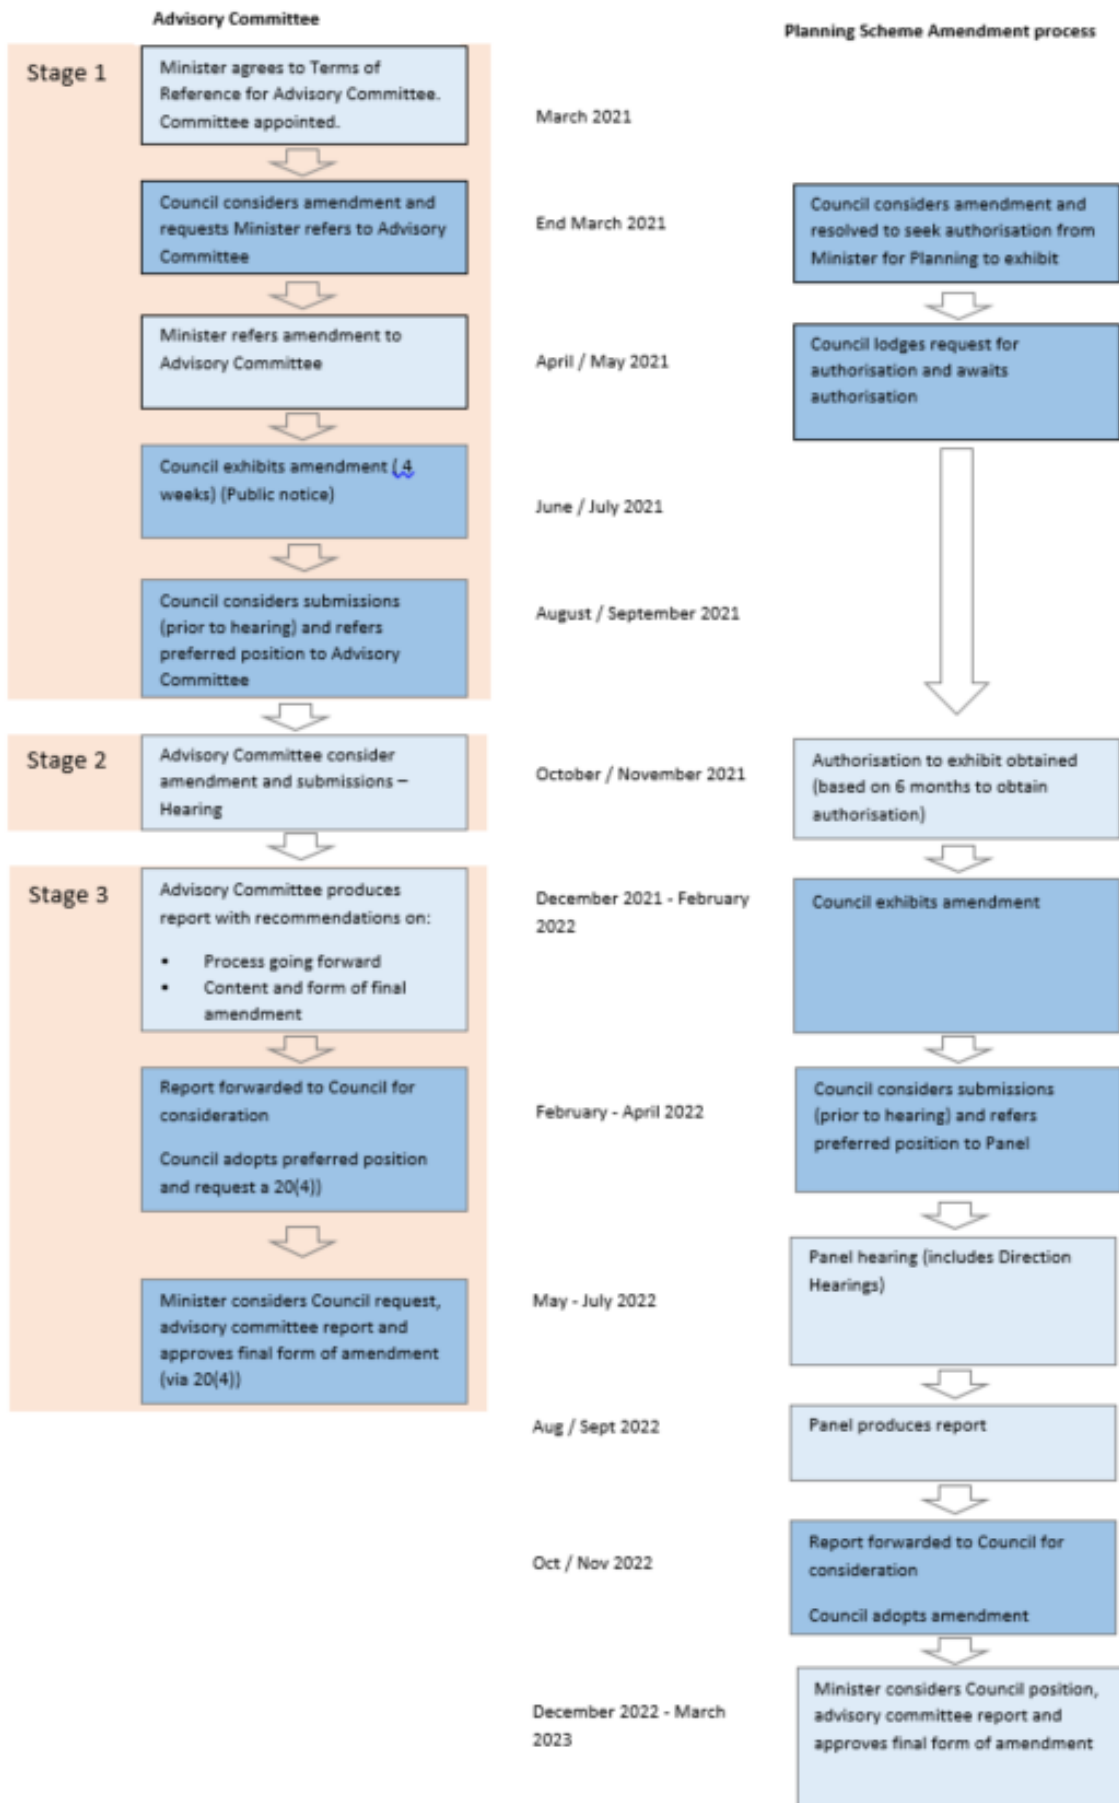 Advisory Committee
Planning Scheme Amendment process
Stage 1
Minister agrees to Terms of
Reference for Advisory Committee.
Committee appointed.
March 2021
Council considers amendment and
requests Minister refers to Advisory
Committee
End March 2021
Council considers amendment and
resolved to seek authorisation from
Minister for Planning to exhibit
Minister refers amendment to
Advisory Committee
April / May 2021
Council lodges request for
authorisation and awaits
authorisation
Council exhibits amendment ( 4
weeks) (Public notice)
June / July 2021
Council considers submissions
(prior to hearing) and refers
preferred position to Advisory
Committee
August / September 2021
Stage 2
Advisory Committee consider
amendment and submissions –
Hearing
October / November 2021
Authorisation to exhibit obtained
(based on 6 months to obtain
authorisation)
Stage 3
Advisory Committee produces
report with recommendations on:
▪ Process going forward
▪ Content and form of final
amendment
December 2021 - February
2022
Council exhibits amendment
Report forwarded to Council for
consideration
Council adopts preferred position
and request a 20(4))
February - April 2022
Council considers submissions
(prior to hearing) and refers
preferred position to Panel
Minister considers Council request,
advisory committee report and
approves final form of amendment
(via 20(4))
May - July 2022
Panel hearing (includes Direction
Hearings)
Aug / Sept 2022
Panel produces report
Oct / Nov 2022
Report forwarded to Council for
consideration
Council adopts amendment
December 2022 - March
2023
Minister considers Council position,
advisory committee report and
approves final form of amendment